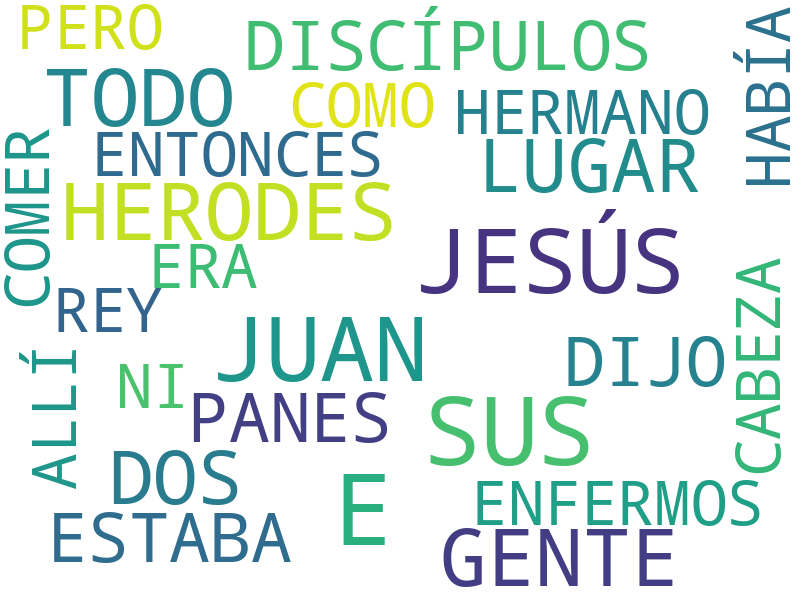 PERO
DISCÍPULOS
HABÍA
TODO
COMO
HERMANO
ENTONCES
LUGAR
COMER
HERODES
JESÚS
ERA
REY
CABEZA
JUAN
DIJO
ALLÍ
NI
PANES
SUS
DOS
E
ENFERMOS
ESTABA
GENTE